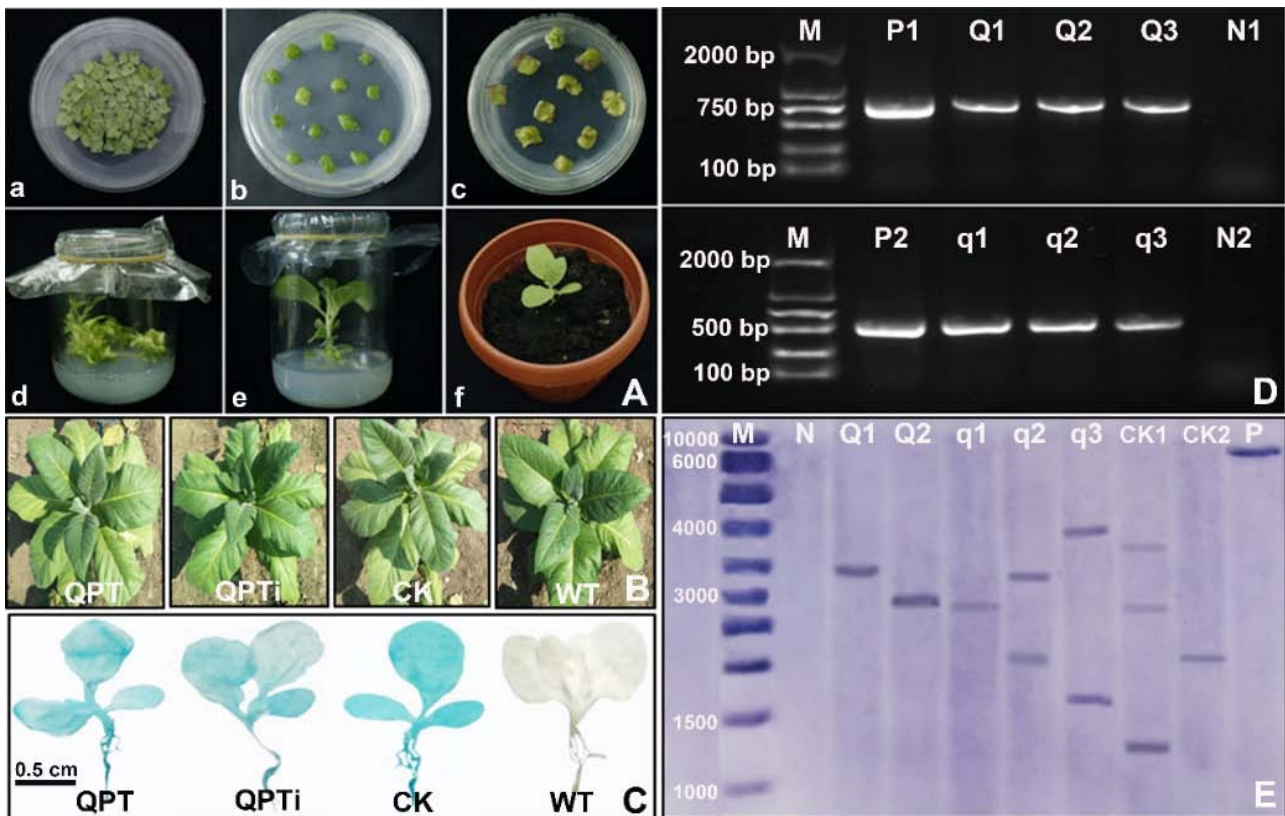 a b c
d e f A
QPT QPTi CK WT B
0.5 cm
QPT QPTi CK WT C
M P1 Q1 Q2 Q3 N1
2000 bp
750 bp
100 bp
M P2 q1 q2 q3 N2
2000 bp
500 bp
100 bp
D
M N Q1 Q2 q1 q2 q3 CK1 CK2 P
10000
6000
4000
3000
1500
1000
E